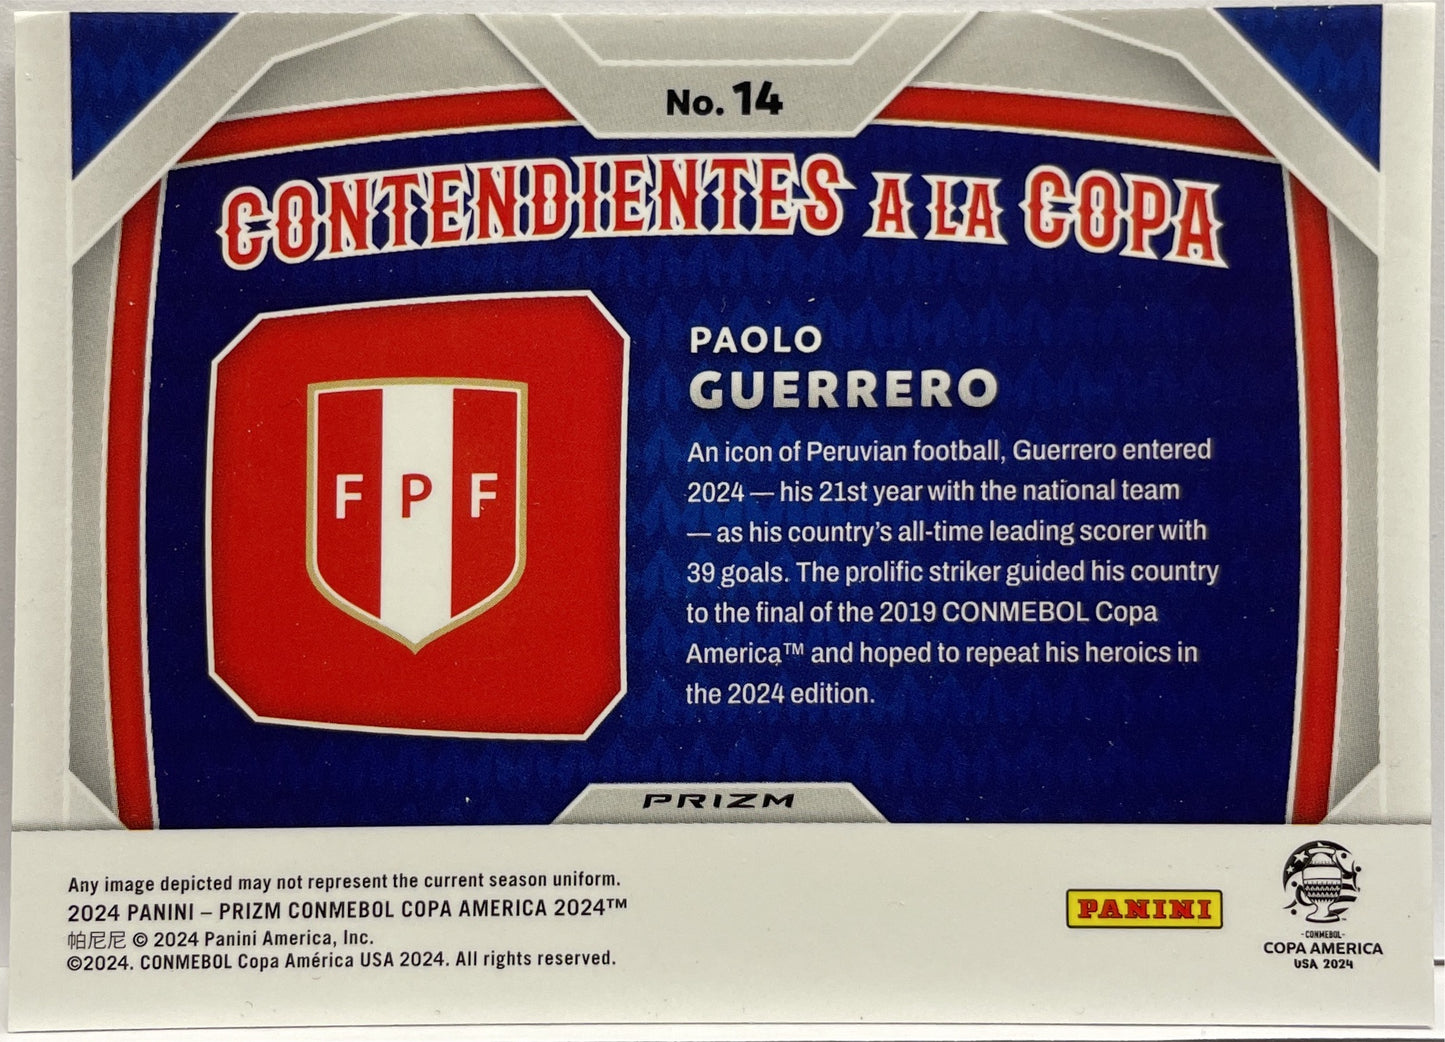 No. 14
CONTENDIENTES A LA COPA
FPF
PAOLO
GUERRERO
An icon of Peruvian football, Guerrero entered
2024 — his 21st year with the national team
— as his country's all-time leading scorer with
39 goals. The prolific striker guided his country
to the final of the 2019 CONMEBOL Copa
America™ and hoped to repeat his heroics in
the 2024 edition.
PRIZM
Any image depicted may not represent the current season uniform.
2024 PANINI – PRIZM CONMEBOL COPA AMERICA 2024™
帕尼尼 © 2024 Panini America, Inc.
©2024. CONMEBOL Copa América USA 2024. All rights reserved.
PANINI
-CONMEBOL-
COPA AMERICA
USA 2024